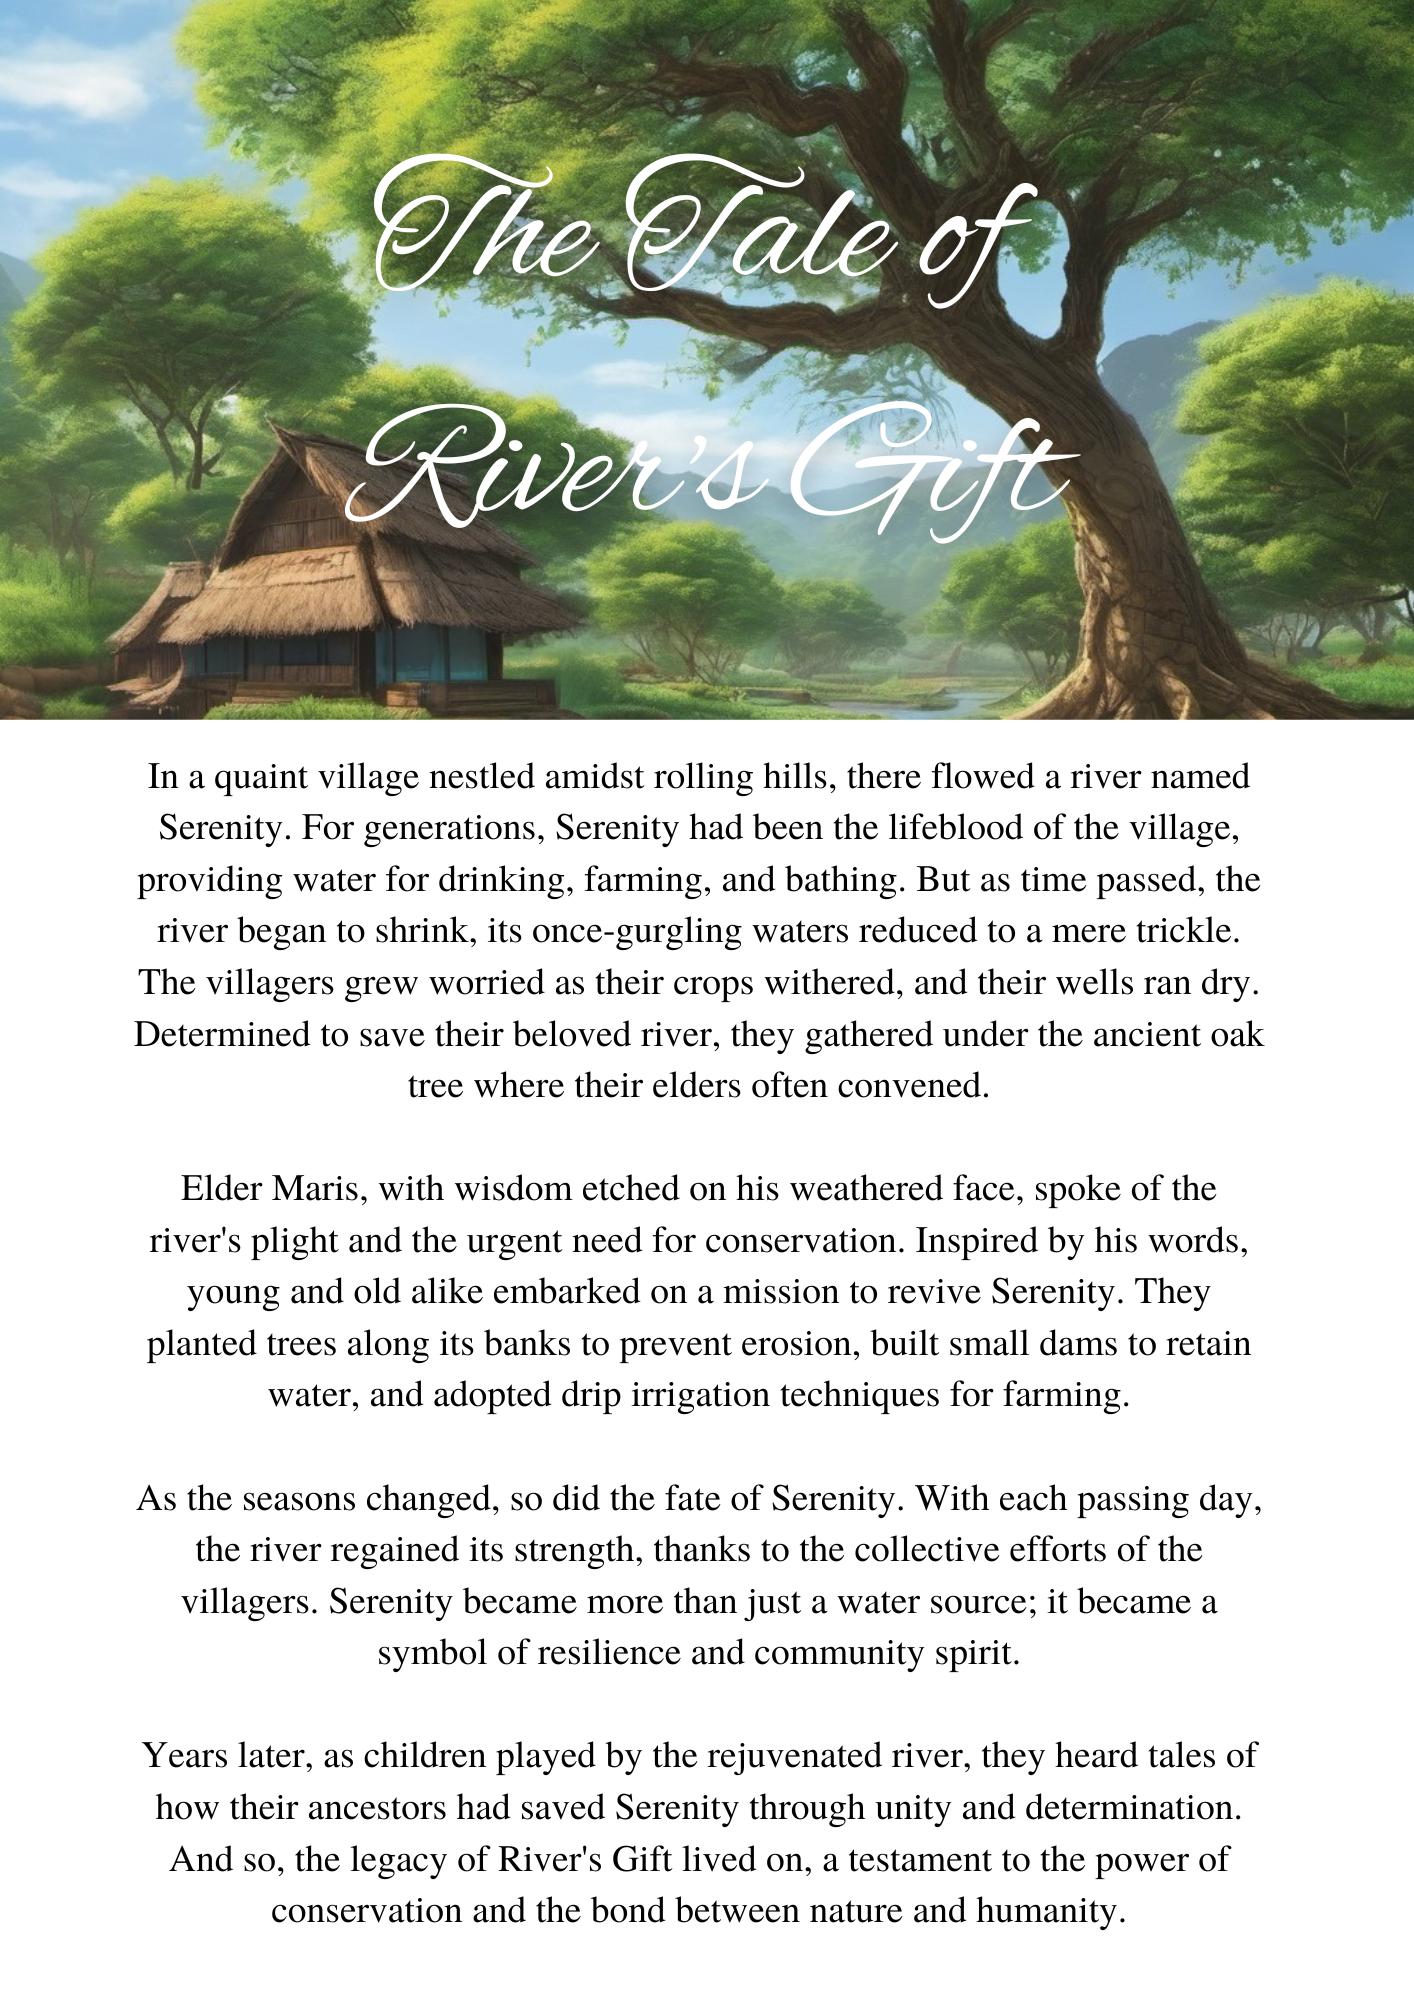 The Tale of
River's Gift
In a quaint village nestled amidst rolling hills, there flowed a river named
Serenity. For generations, Serenity had been the lifeblood of the village,
providing water for drinking, farming, and bathing. But as time passed, the
river began to shrink, its once-gurgling waters reduced to a mere trickle.
The villagers grew worried as their crops withered, and their wells ran dry.
Determined to save their beloved river, they gathered under the ancient oak
tree where their elders often convened.
Elder Maris, with wisdom etched on his weathered face, spoke of the
river's plight and the urgent need for conservation. Inspired by his words,
young and old alike embarked on a mission to revive Serenity. They
planted trees along its banks to prevent erosion, built small dams to retain
water, and adopted drip irrigation techniques for farming.
As the seasons changed, so did the fate of Serenity. With each passing day,
the river regained its strength, thanks to the collective efforts of the
villagers. Serenity became more than just a water source; it became a
symbol of resilience and community spirit.
Years later, as children played by the rejuvenated river, they heard tales of
how their ancestors had saved Serenity through unity and determination.
And so, the legacy of River's Gift lived on, a testament to the power of
conservation and the bond between nature and humanity.